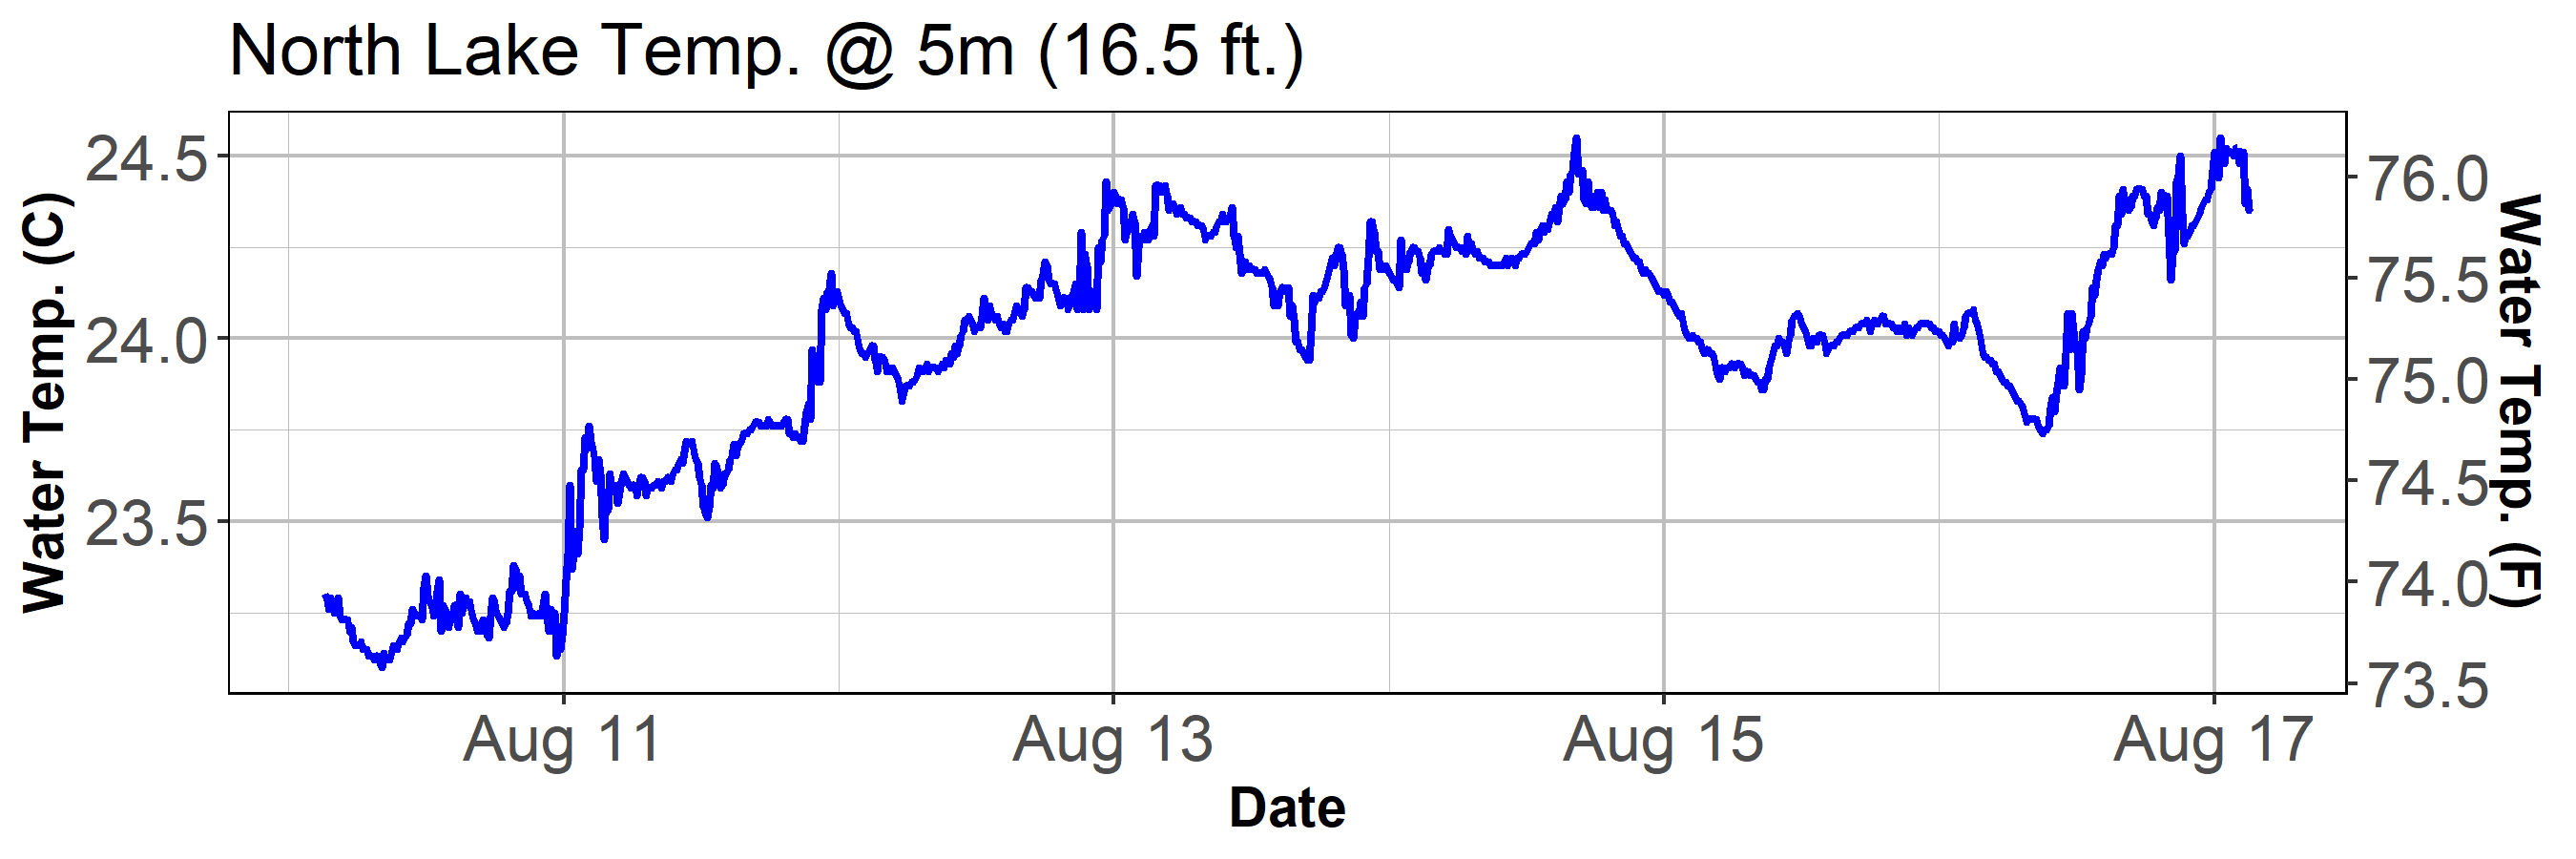 North Lake Temp. @ 5m (16.5 ft.)
Water Temp. (C)
24.5
24.0
23.5
76.0
75.5
75.0
74.5
74.0
73.5
Water Temp. (F)
Aug 11 Aug 13 Aug 15 Aug 17
Date